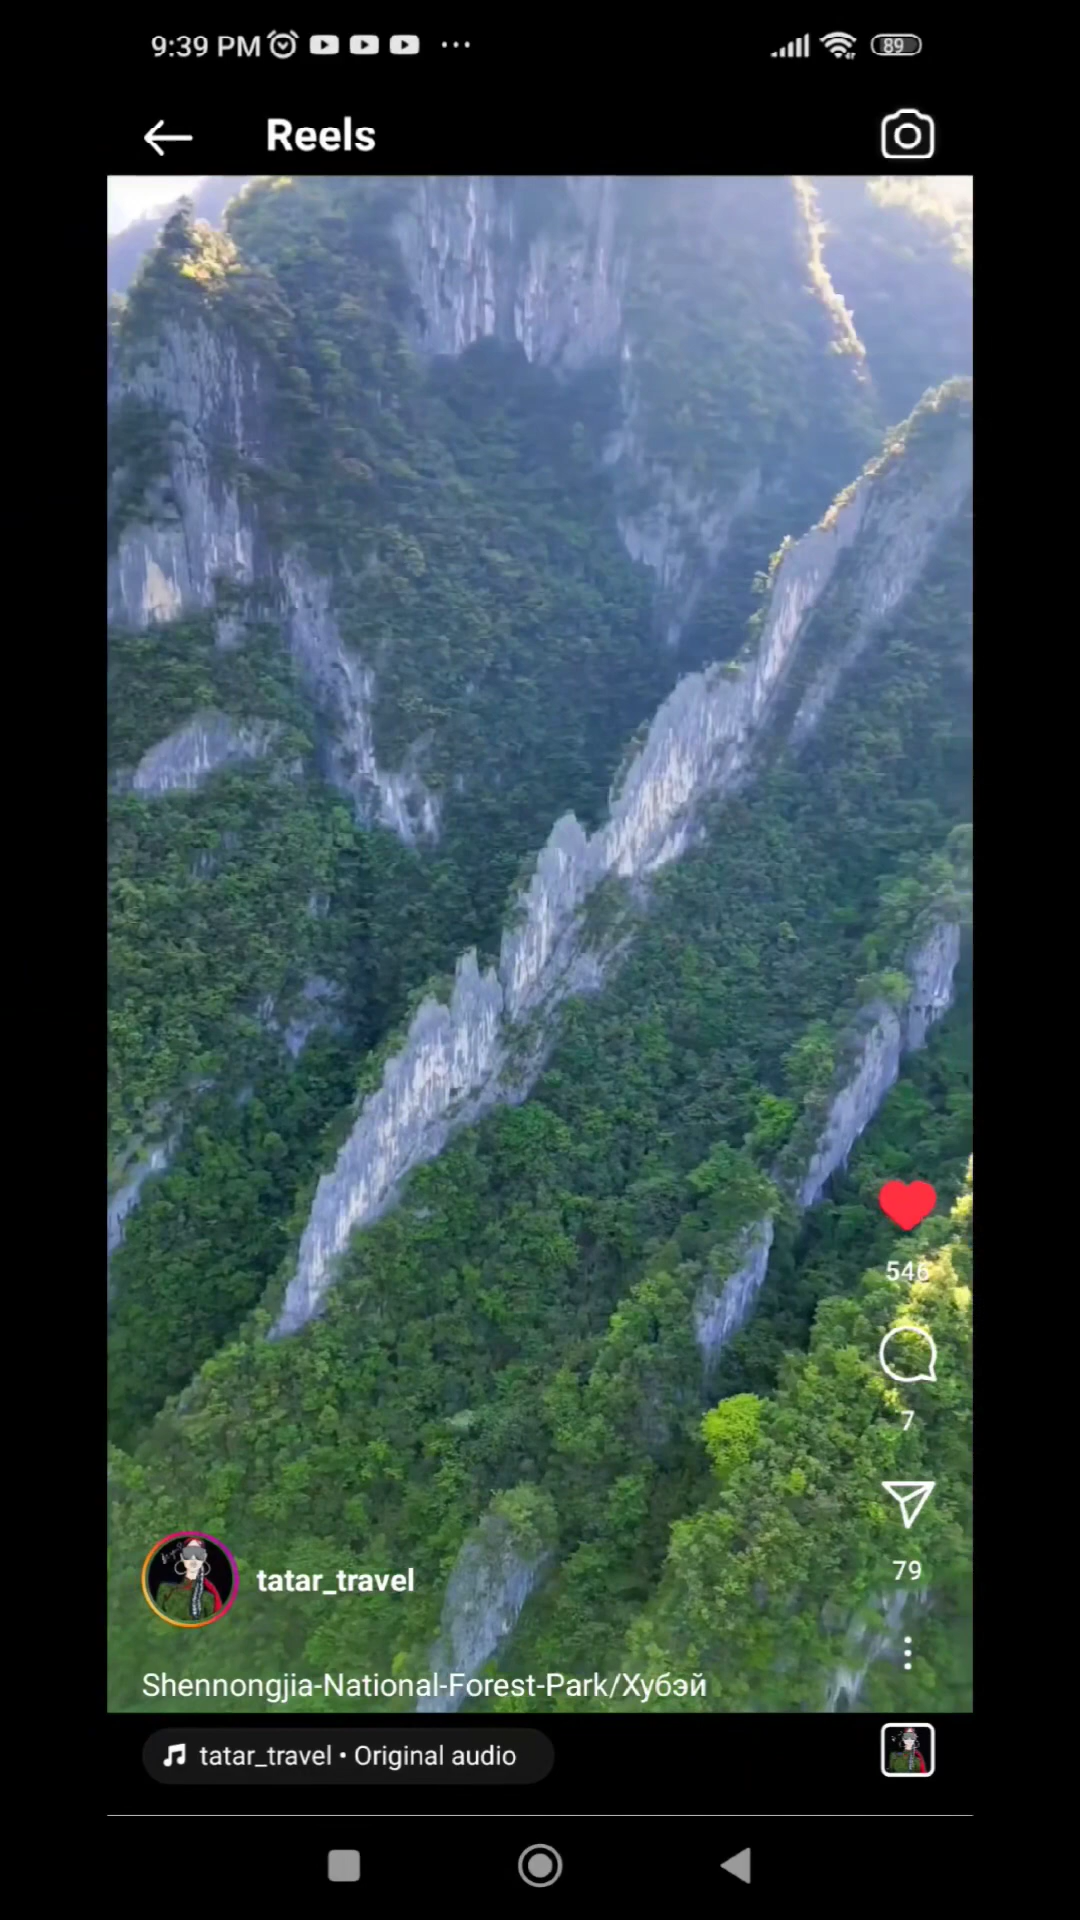 9:39 PM
89
Reels
546
7
79
tatar_travel
Shennongjia-National-Forest-Park/Хубэй
tatar_travel • Original audio